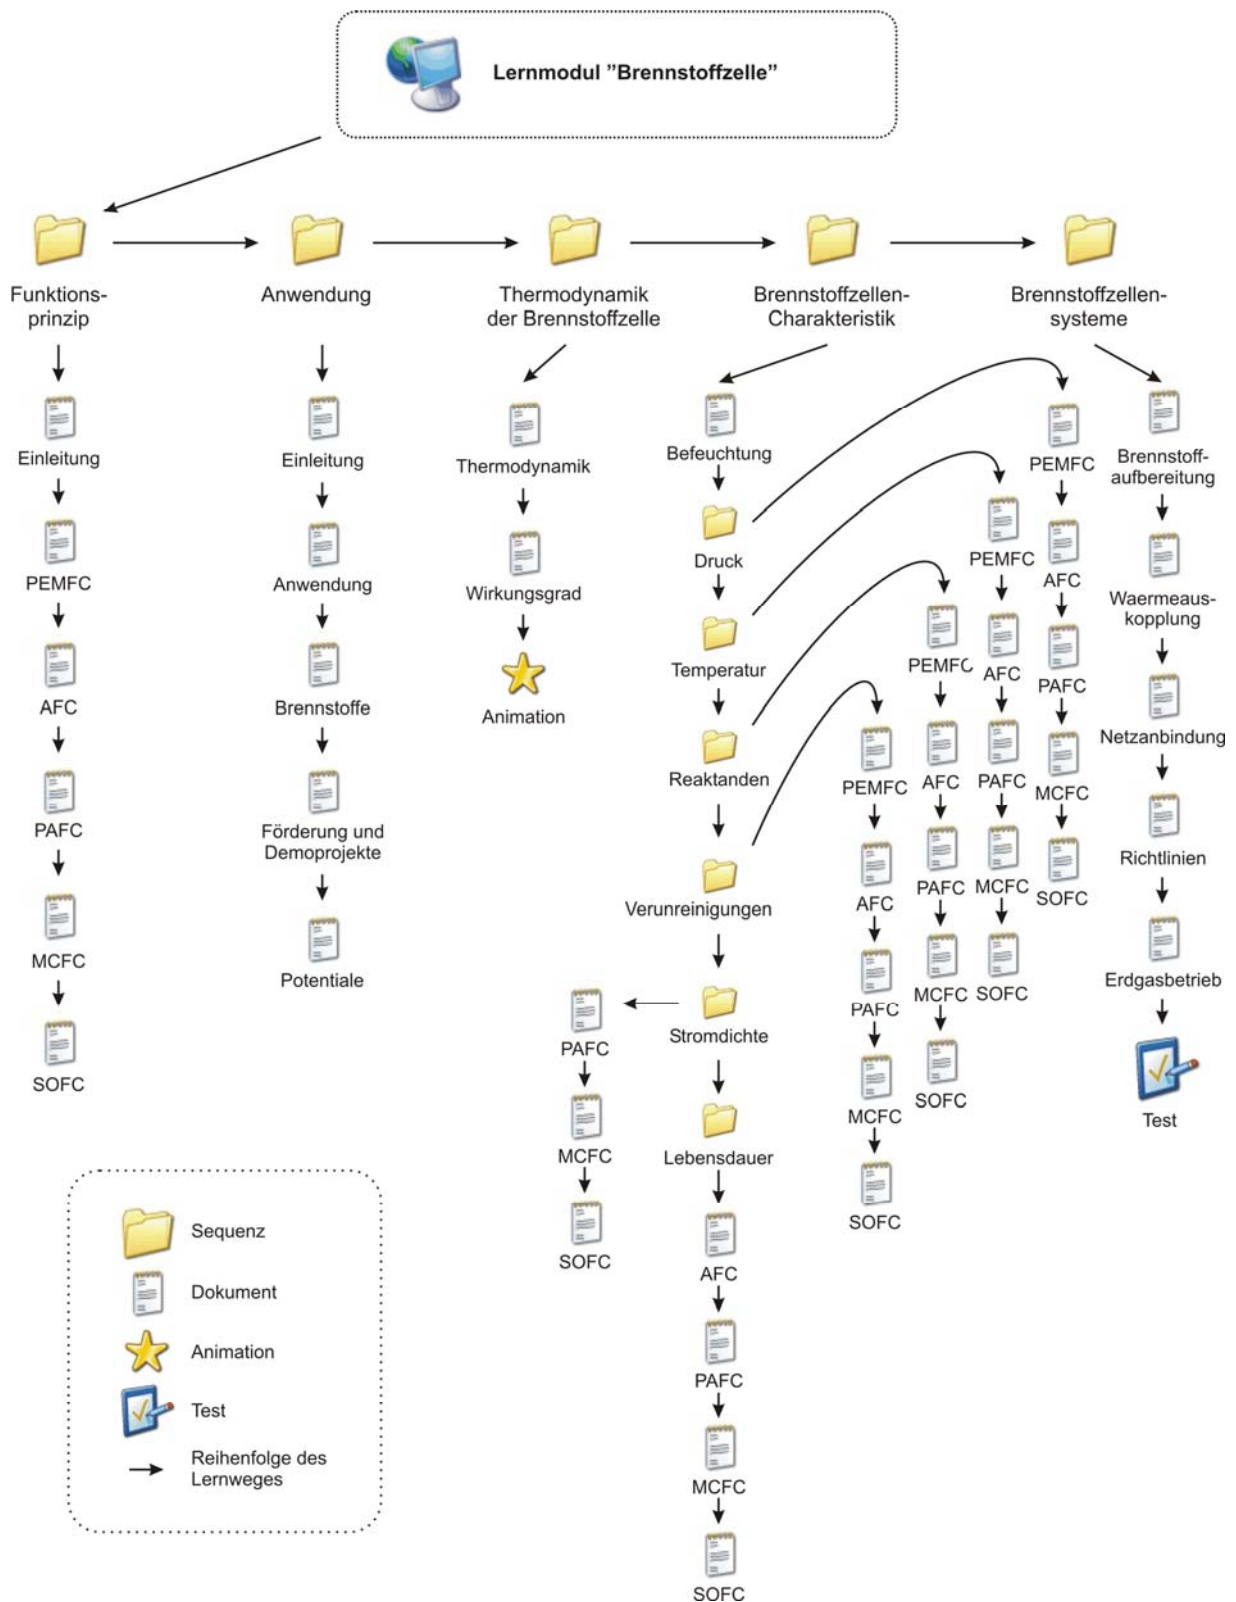 Lernmodul ”Brennstoffzelle”
Funktions-
prinzip
Einleitung
PEMFC
AFC
PAFC
MCFC
SOFC
Anwendung
Einleitung
Anwendung
Brennstoffe
Förderung und
Demoprojekte
Potentiale
Thermodynamik
der Brennstoffzelle
Thermodynamik
Wirkungsgrad
Animation
Brennstoffzellen-
Charakteristik
Befeuchtung
Druck
Temperatur
Reaktanden
Verunreinigungen
Stromdichte
Lebensdauer
AFC
PAFC
MCFC
SOFC
PAFC
MCFC
SOFC
PEMFC
AFC
PAFC
MCFC
SOFC
PEMFC
AFC
PAFC
MCFC
SOFC
PEMFC
AFC
PAFC
MCFC
SOFC
PEMFC
AFC
PAFC
MCFC
SOFC
Brennstoffzellen-
systeme
Brennstoff-
aufbereitung
Waermeaus-
kopplung
Netzanbindung
Richtlinien
Erdgasbetrieb
Test
Sequenz
Dokument
Animation
Test
Reihenfolge des
Lernweges